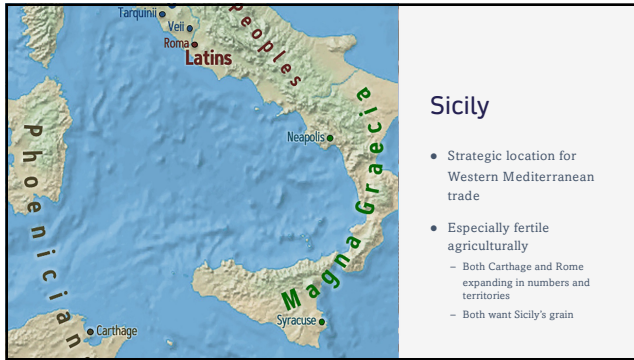 Tarquinii
Veii
Roma
Latins
Peoples
Phoenician
Neapolis
Magna Graecia
Carthage
Syracuse
Sicily
● Strategic location for
Western Mediterranean
trade
● Especially fertile
agriculturally
– Both Carthage and Rome
expanding in numbers and
territories
– Both want Sicily's grain